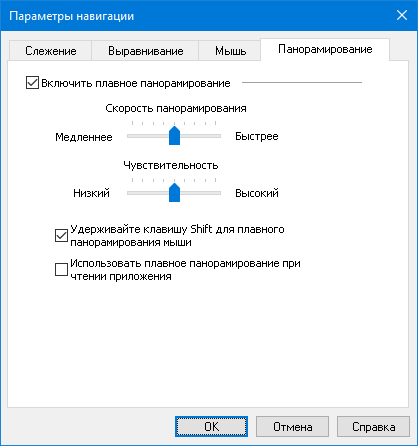 Параметры навигации
Слежение Выравнивание Мышь Панорамирование
Включить плавное панорамирование
Скорость панорамирования
Медленнее Быстрее
Чувствительность
Низкий Высокий
Удерживайте клавишу Shift для плавного
панорамирования мыши
Использовать плавное панорамирование при
чтении приложения
OK Отмена Справка